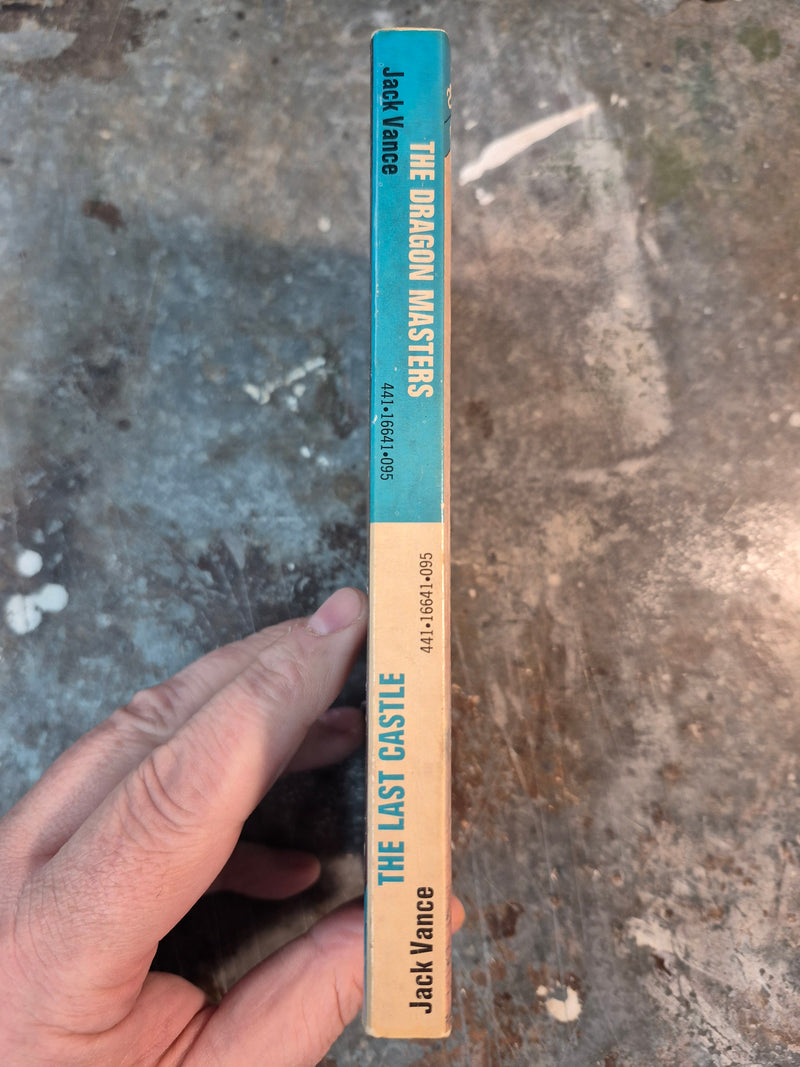 Jack Vance
THE DRAGON MASTERS
441•16641•095
441•16641•095
THE LAST CASTLE
Jack Vance